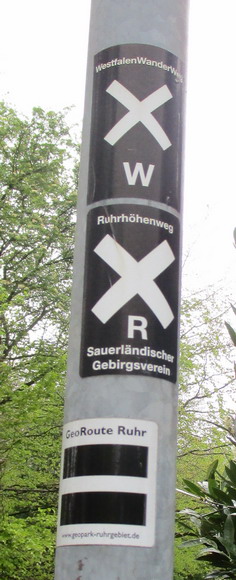 WestfalenWanderWeg
W
Ruhrhöhenweg
R
Sauerländischer
Gebirgsverein
GeoRoute Ruhr
www.geopark-ruhrgebiet.de